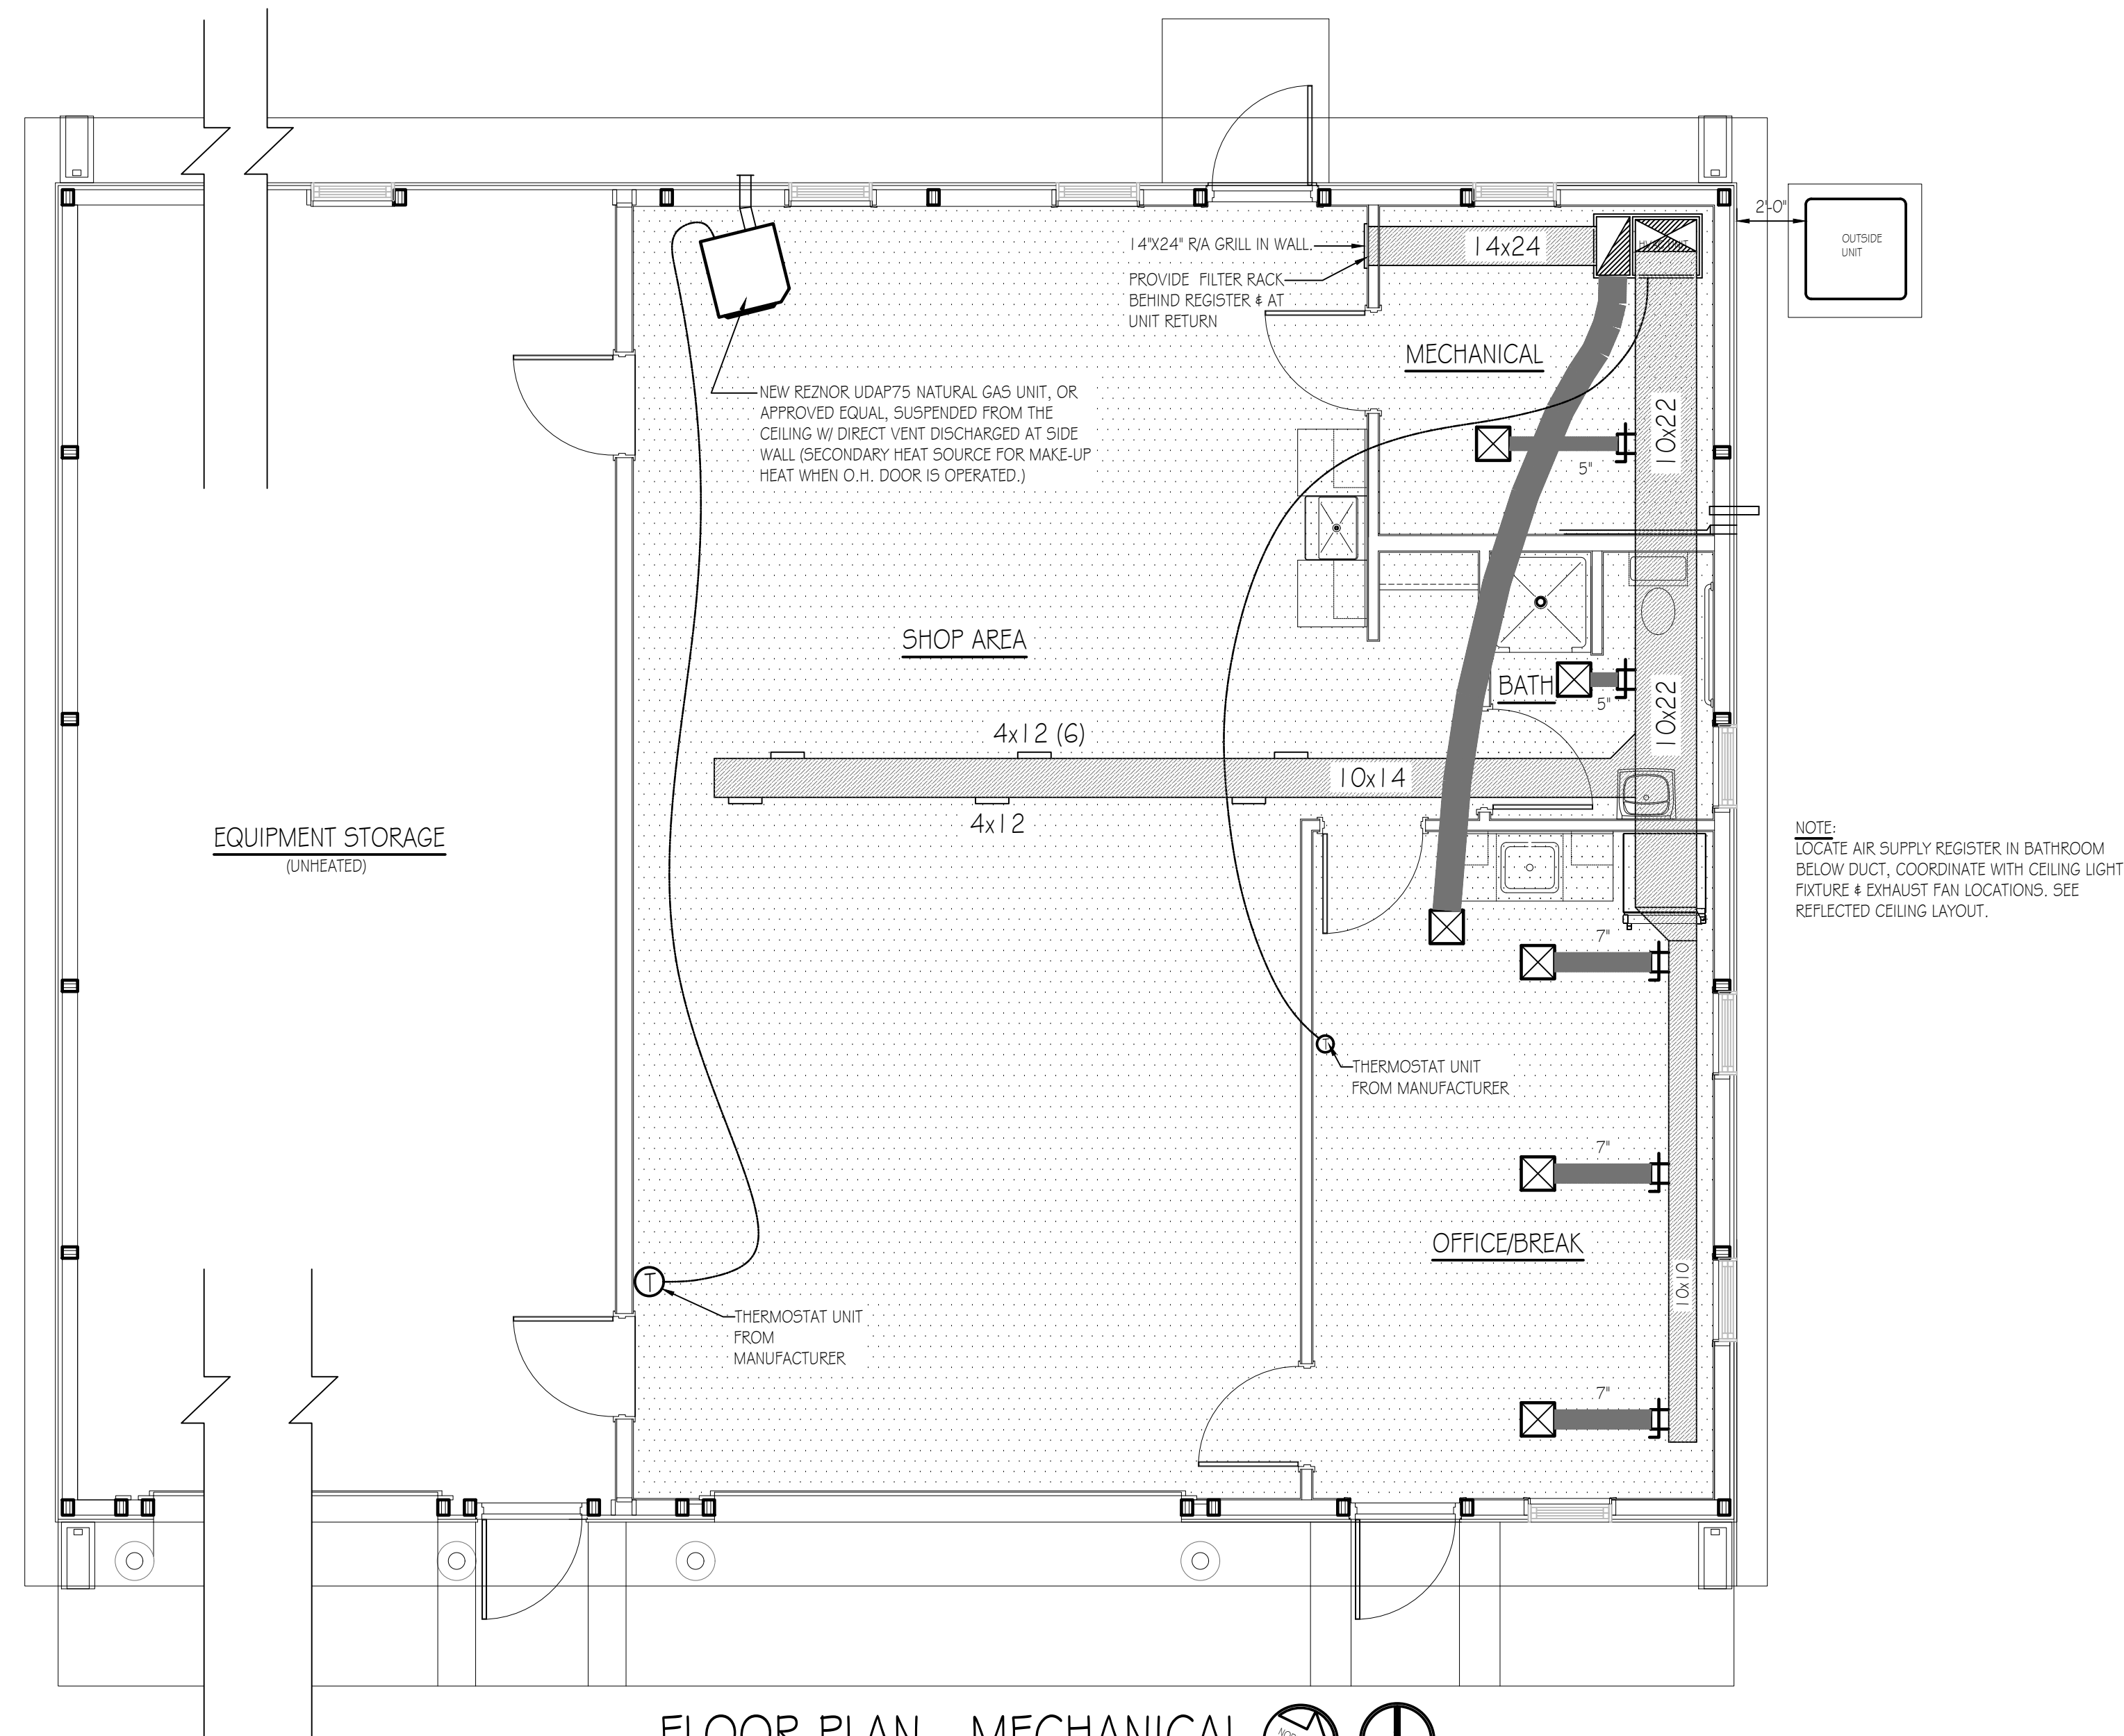 2'-0"
OUTSIDE
UNIT
14"X24" R/A GRILL IN WALL.
14x24
PROVIDE FILTER RACK
BEHIND REGISTER & AT
UNIT RETURN
MECHANICAL
NEW REZNOR UDAP75 NATURAL GAS UNIT, OR
APPROVED EQUAL, SUSPENDED FROM THE
CEILING W/ DIRECT VENT DISCHARGED AT SIDE
WALL (SECONDARY HEAT SOURCE FOR MAKE-UP
HEAT WHEN O.H. DOOR IS OPERATED.)
10x22
5"
SHOP AREA
BATH
5"
10x22
4x12 (6)
10x14
4x12
EQUIPMENT STORAGE
(UNHEATED)
NOTE:
LOCATE AIR SUPPLY REGISTER IN BATHROOM
BELOW DUCT, COORDINATE WITH CEILING LIGHT
FIXTURE & EXHAUST FAN LOCATIONS. SEE
REFLECTED CEILING LAYOUT.
7"
T
THERMOSTAT UNIT
FROM MANUFACTURER
7"
OFFICE/BREAK
10x10
T
THERMOSTAT UNIT
FROM
MANUFACTURER
7"
FLOOR PLAN - MECHANICAL